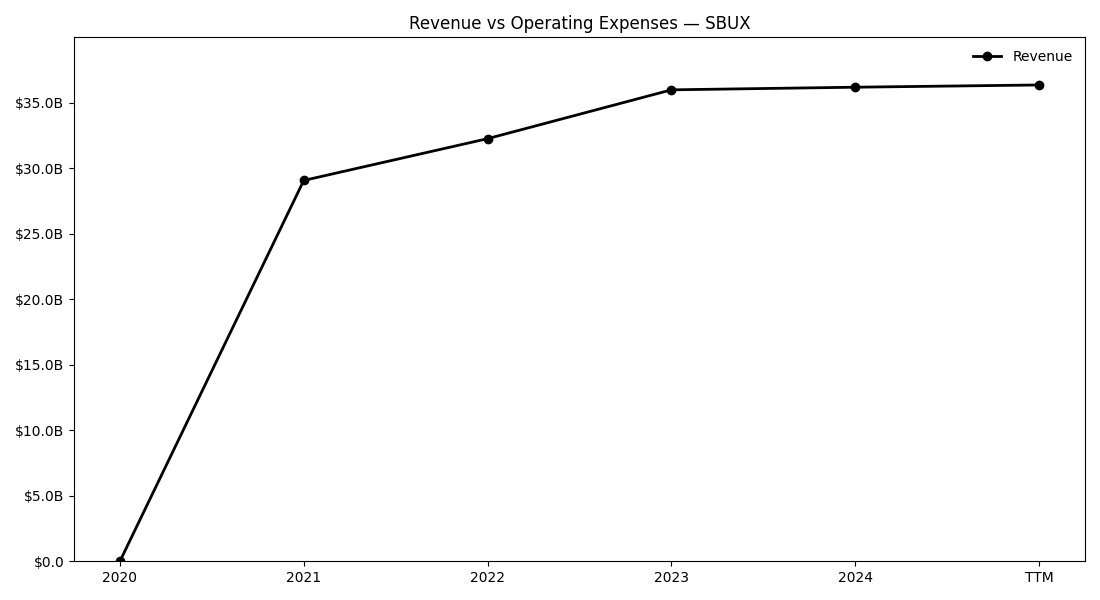 Revenue vs Operating Expenses — SBUX
Revenue
$35.0B
$30.0B
$25.0B
$20.0B
$15.0B
$10.0B
$5.0B
$0.0
2020 2021 2022 2023 2024 TTM